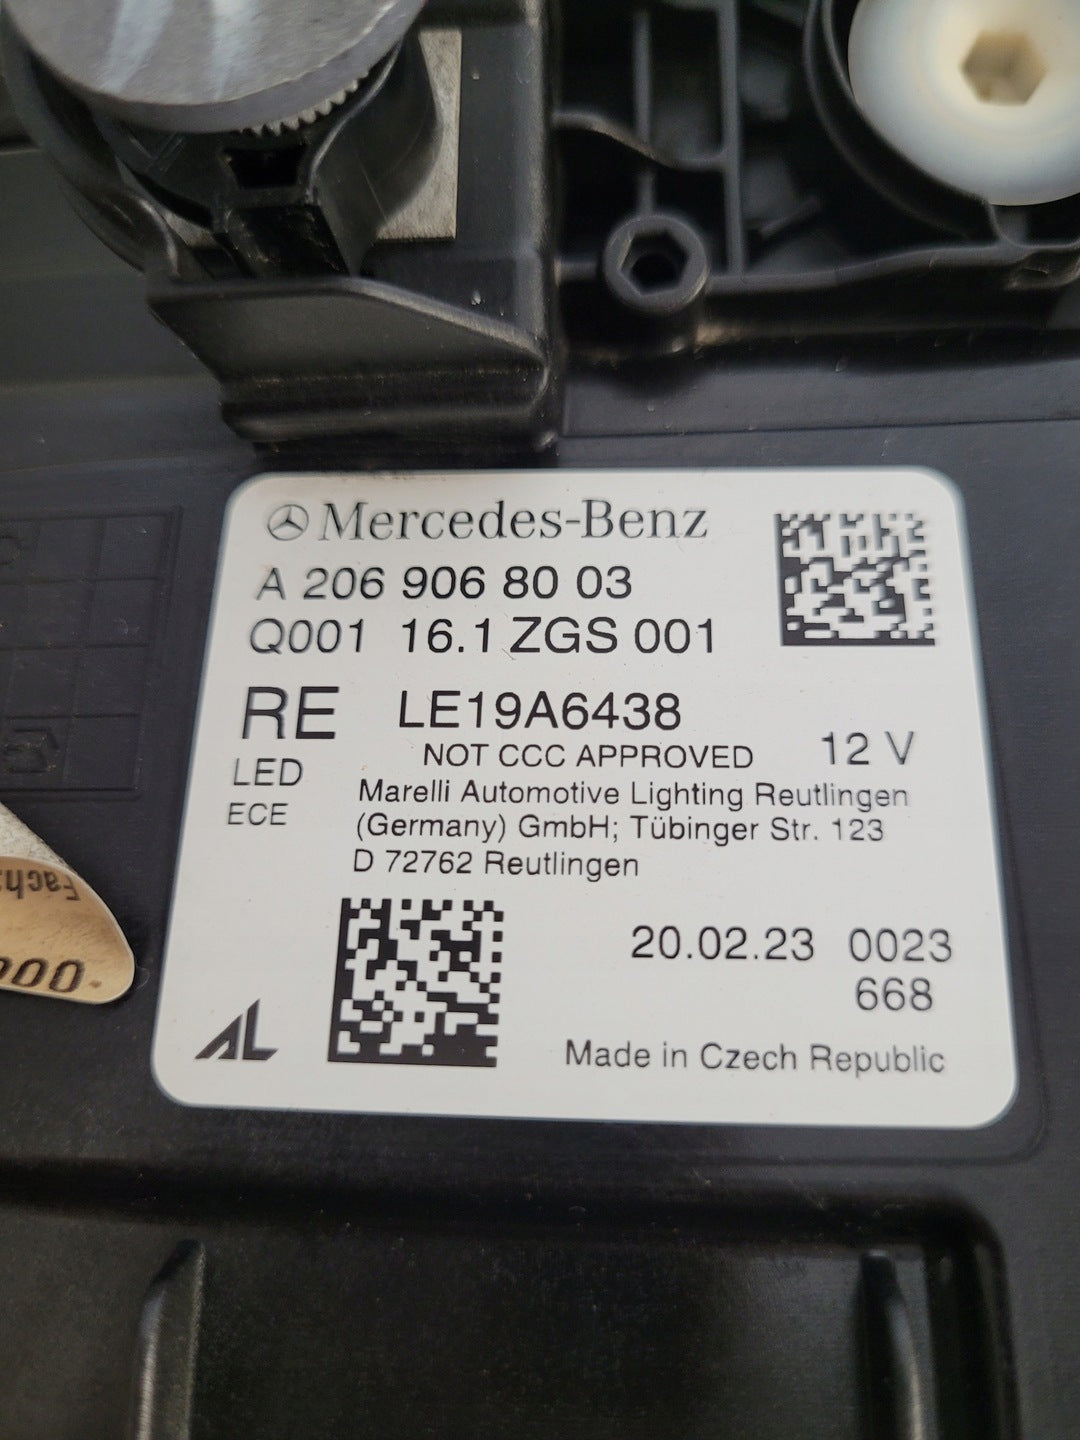 Mercedes-Benz
A 206 906 80 03
Q001 16.1 ZGS 001
RE LE19A6438
NOT CCC APPROVED 12 V
LED
ECE
Marelli Automotive Lighting Reutlingen
(Germany) GmbH; Tübinger Str. 123
D 72762 Reutlingen
20.02.23 0023
668
AL
Made in Czech Republic